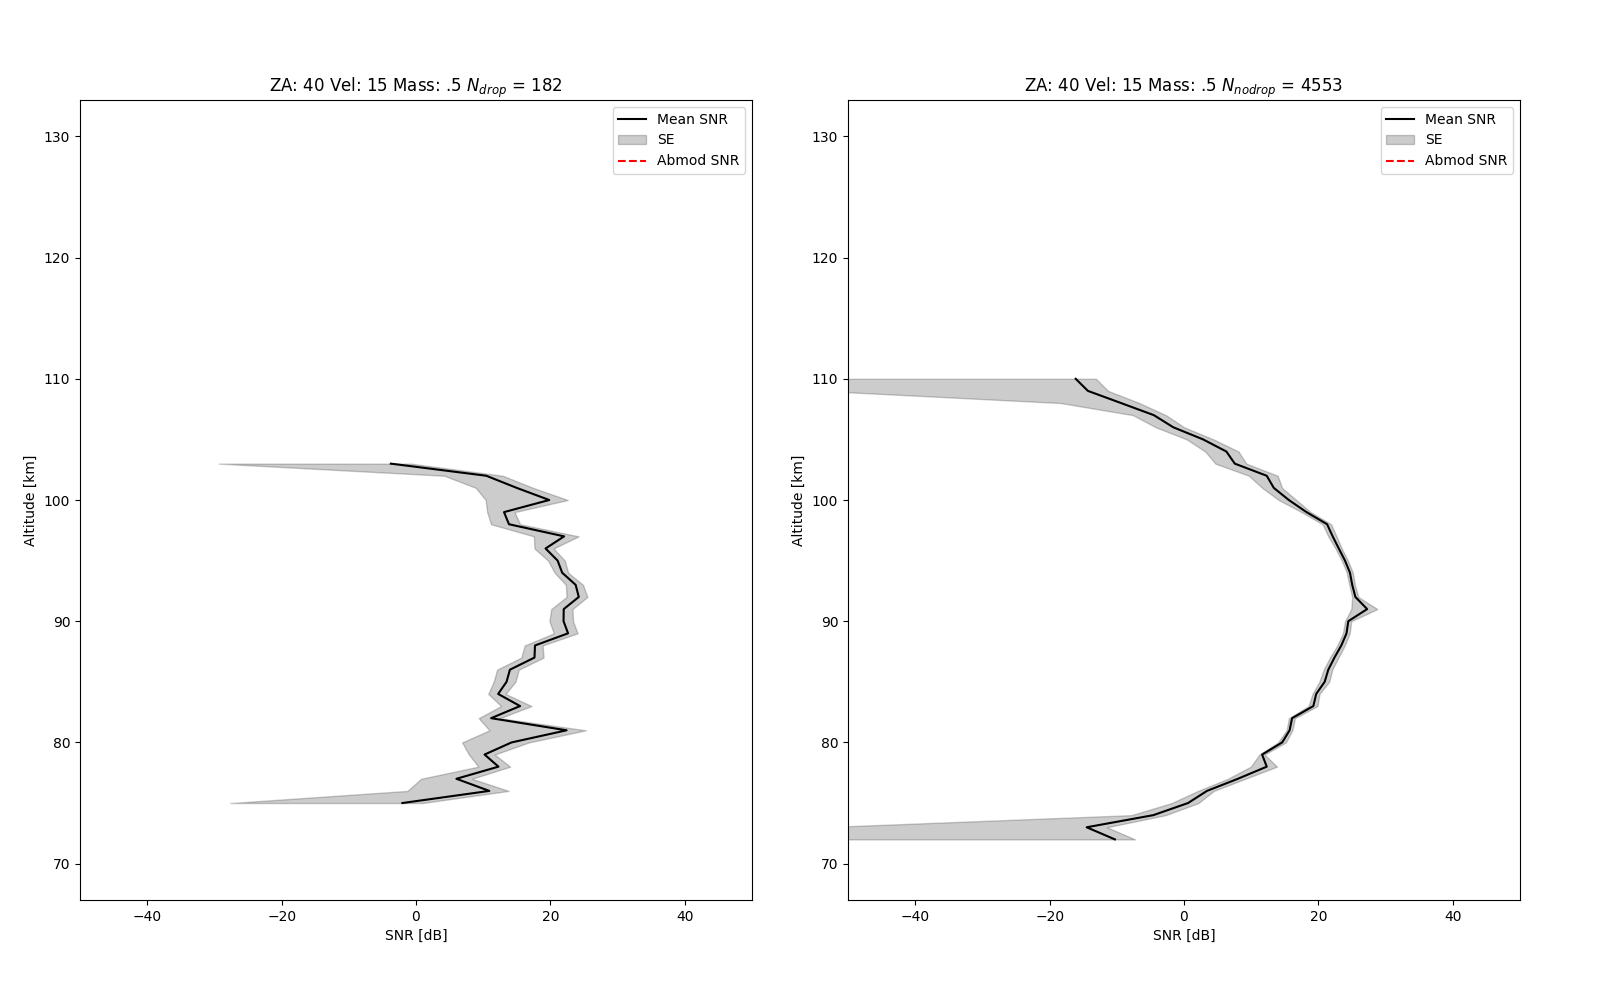 ZA: 40 Vel: 15 Mass: .5 N_drop = 182
Mean SNR
SE
Abmod SNR
130
120
110
100
90
80
70
Altitude [km]
−40
−20
0
20
40
SNR [dB]
ZA: 40 Vel: 15 Mass: .5 N_nodrop = 4553
Mean SNR
SE
Abmod SNR
130
120
110
100
90
80
70
Altitude [km]
−40
−20
0
20
40
SNR [dB]